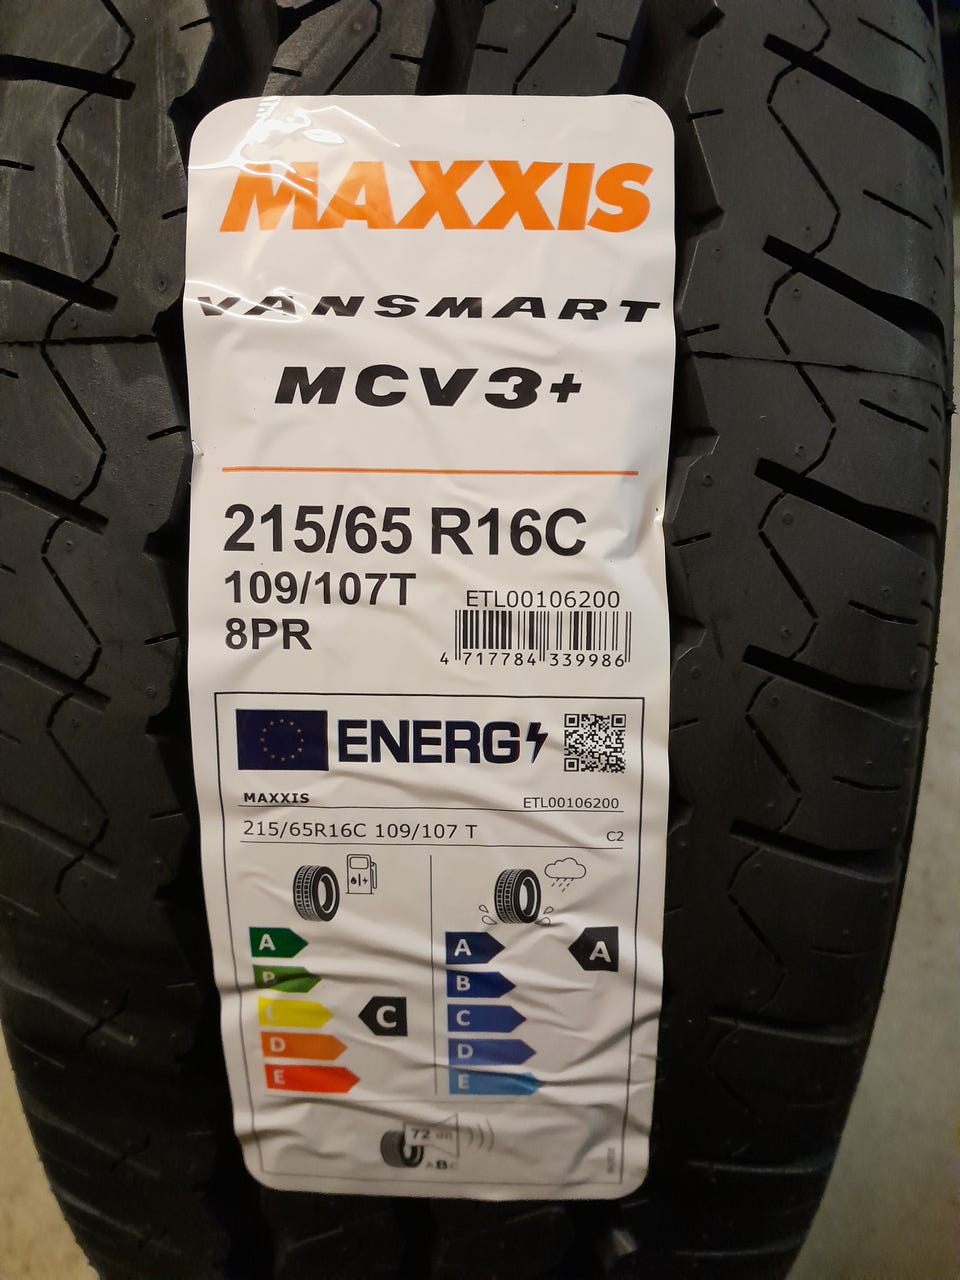 MAXXIS
VANSMART
MCV3+
215/65 R16C
109/107T
8PR
ETL00106200
4 717784 339986
ENERG
MAXXIS ETL00106200
215/65R16C 109/107 T C2
A
B
C
D
E
C
A
B
C
D
E
A
72 dB
ABC